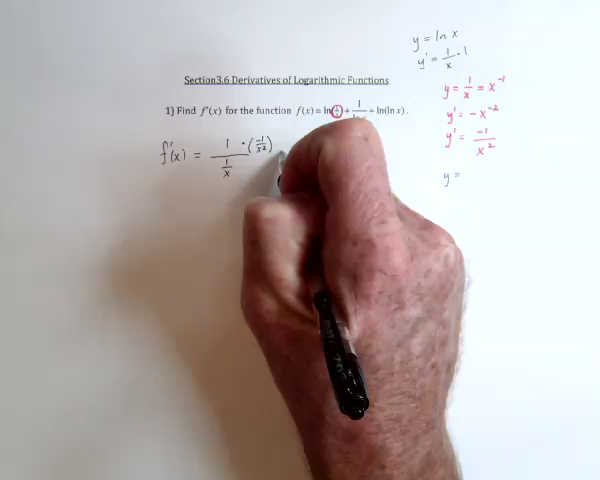 y = ln x
y' = 1/x · 1
Section3.6 Derivatives of Logarithmic Functions
1) Find f'(x) for the function f(x) = ln(1/x) + 1/ln x + ln(ln x).
y = 1/x = x⁻¹
y' = -x⁻²
y' = -1/x²
f'(x) = 1/(1/x) · (-1/x²)
y =